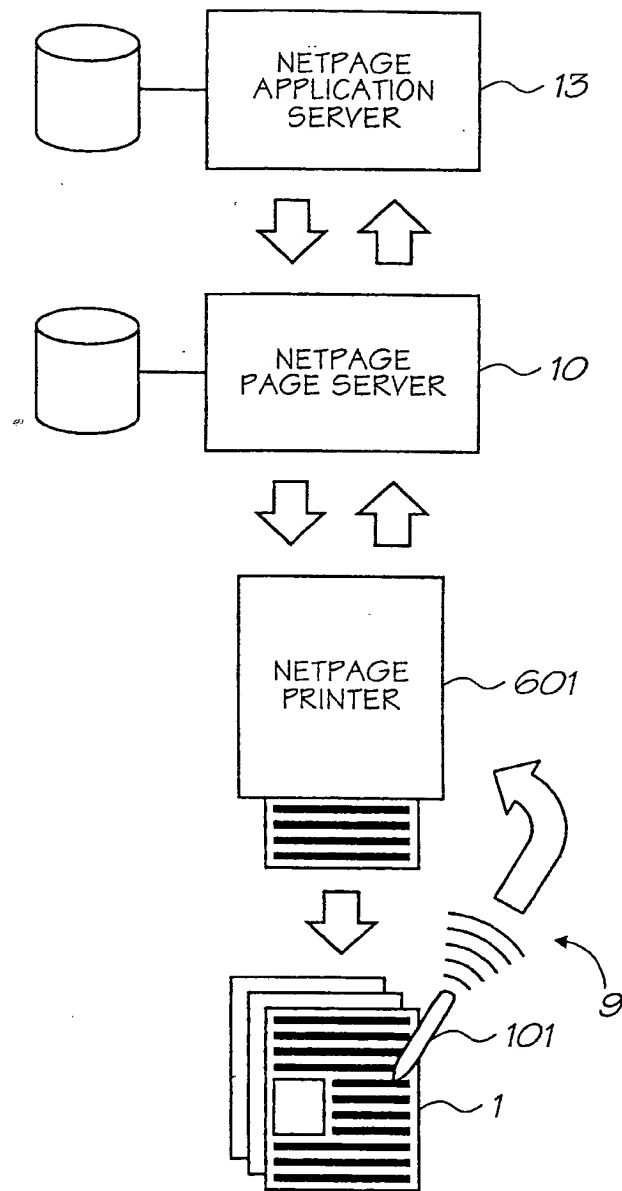 NETPAGE
APPLICATION
SERVER
13
NETPAGE
PAGE SERVER
10
NETPAGE
PRINTER
601
9
101
1